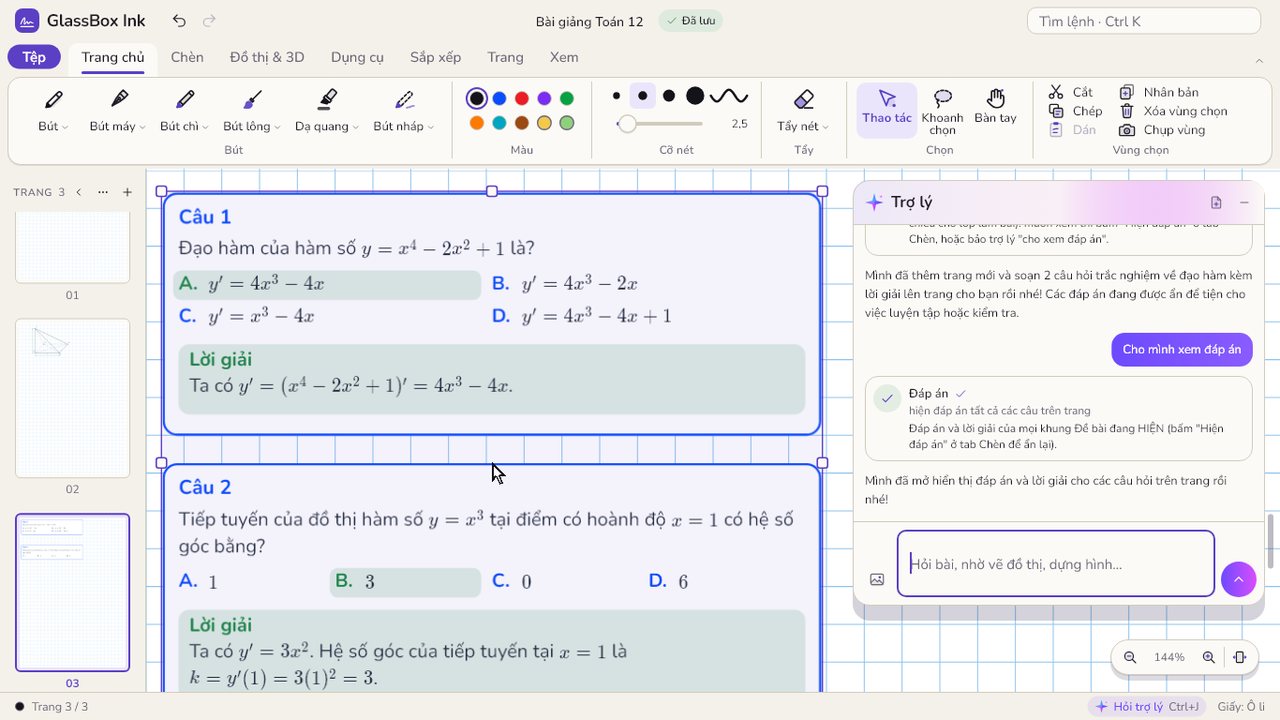 GlassBox Ink
Bài giảng Toán 12
Đã lưu
Tìm lệnh · Ctrl K
Tệp
Trang chủ
Chèn
Đồ thị & 3D
Dụng cụ
Sắp xếp
Trang
Xem
Bút
Bút máy
Bút chì
Bút lông
Dạ quang
Bút nháp
Bút
Màu
2,5
Cỡ nét
Tẩy nét
Tẩy
Thao tác
Khoanh chọn
Bàn tay
Chọn
Cắt
Chép
Dán
Nhân bản
Xóa vùng chọn
Chụp vùng
Vùng chọn
TRANG 3
01
02
03
Câu 1
Đạo hàm của hàm số y = x⁴ − 2x² + 1 là?
A. y′ = 4x³ − 4x
B. y′ = 4x³ − 2x
C. y′ = x³ − 4x
D. y′ = 4x³ − 4x + 1
Lời giải
Ta có y′ = (x⁴ − 2x² + 1)′ = 4x³ − 4x.
Câu 2
Tiếp tuyến của đồ thị hàm số y = x³ tại điểm có hoành độ x = 1 có hệ số
góc bằng?
A. 1
B. 3
C. 0
D. 6
Lời giải
Ta có y′ = 3x². Hệ số góc của tiếp tuyến tại x = 1 là
k = y′(1) = 3(1)² = 3.
Trợ lý
Chèn, hoặc bảo trợ lý "cho xem đáp án".
Mình đã thêm trang mới và soạn 2 câu hỏi trắc nghiệm về đạo hàm kèm
lời giải lên trang cho bạn rồi nhé! Các đáp án đang được ẩn để tiện cho
việc luyện tập hoặc kiểm tra.
Cho mình xem đáp án
Đáp án
hiện đáp án tất cả các câu trên trang
Đáp án và lời giải của mọi khung Đề bài đang HIỆN (bấm "Hiện
đáp án" ở tab Chèn để ẩn lại).
Mình đã mở hiển thị đáp án và lời giải cho các câu hỏi trên trang rồi
nhé!
Hỏi bài, nhờ vẽ đồ thị, dựng hình...
144%
Trang 3 / 3
Hỏi trợ lý Ctrl+J
Giấy: Ô li